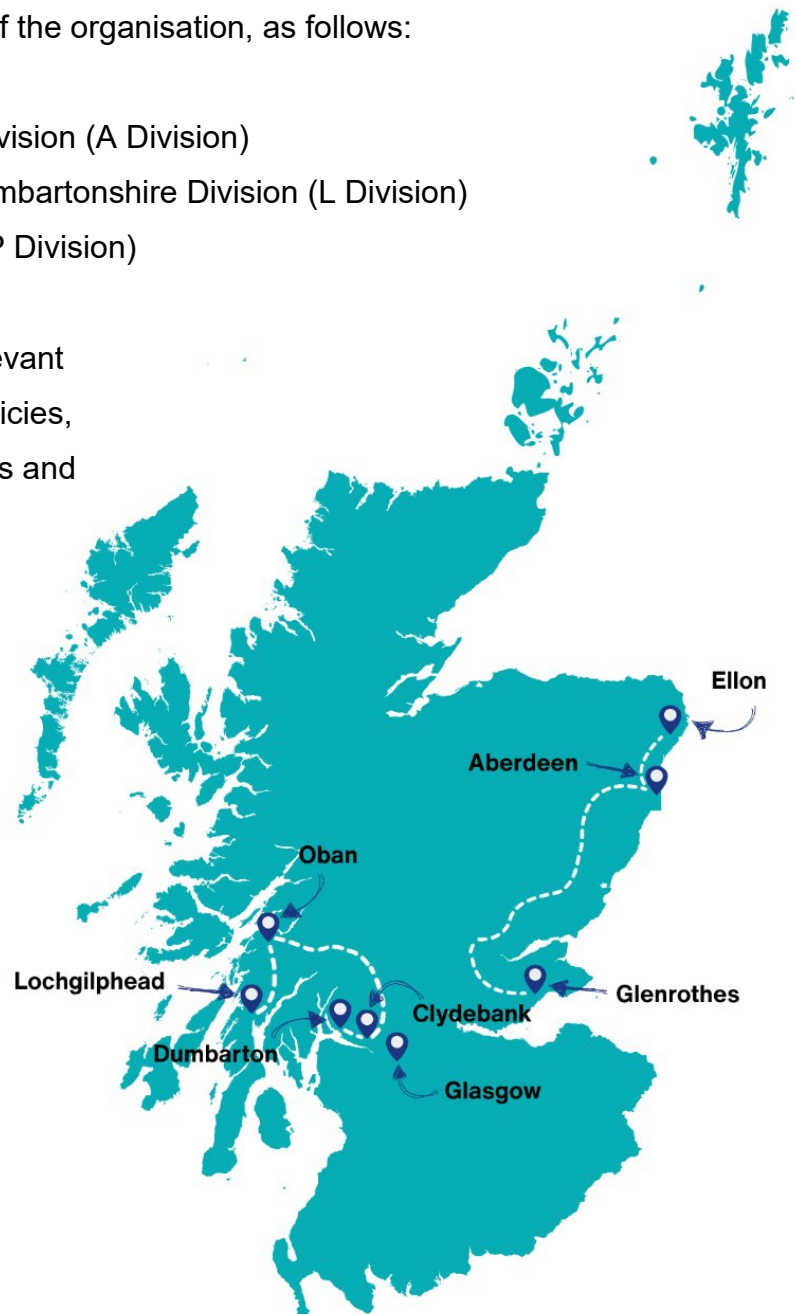 f the organisation, as follows:
vision (A Division)
mbartonshire Division (L Division)
P Division)
evant
icies,
s and
Ellon
Aberdeen
Oban
Lochgilphead
Glenrothes
Clydebank
Dumbarton
Glasgow